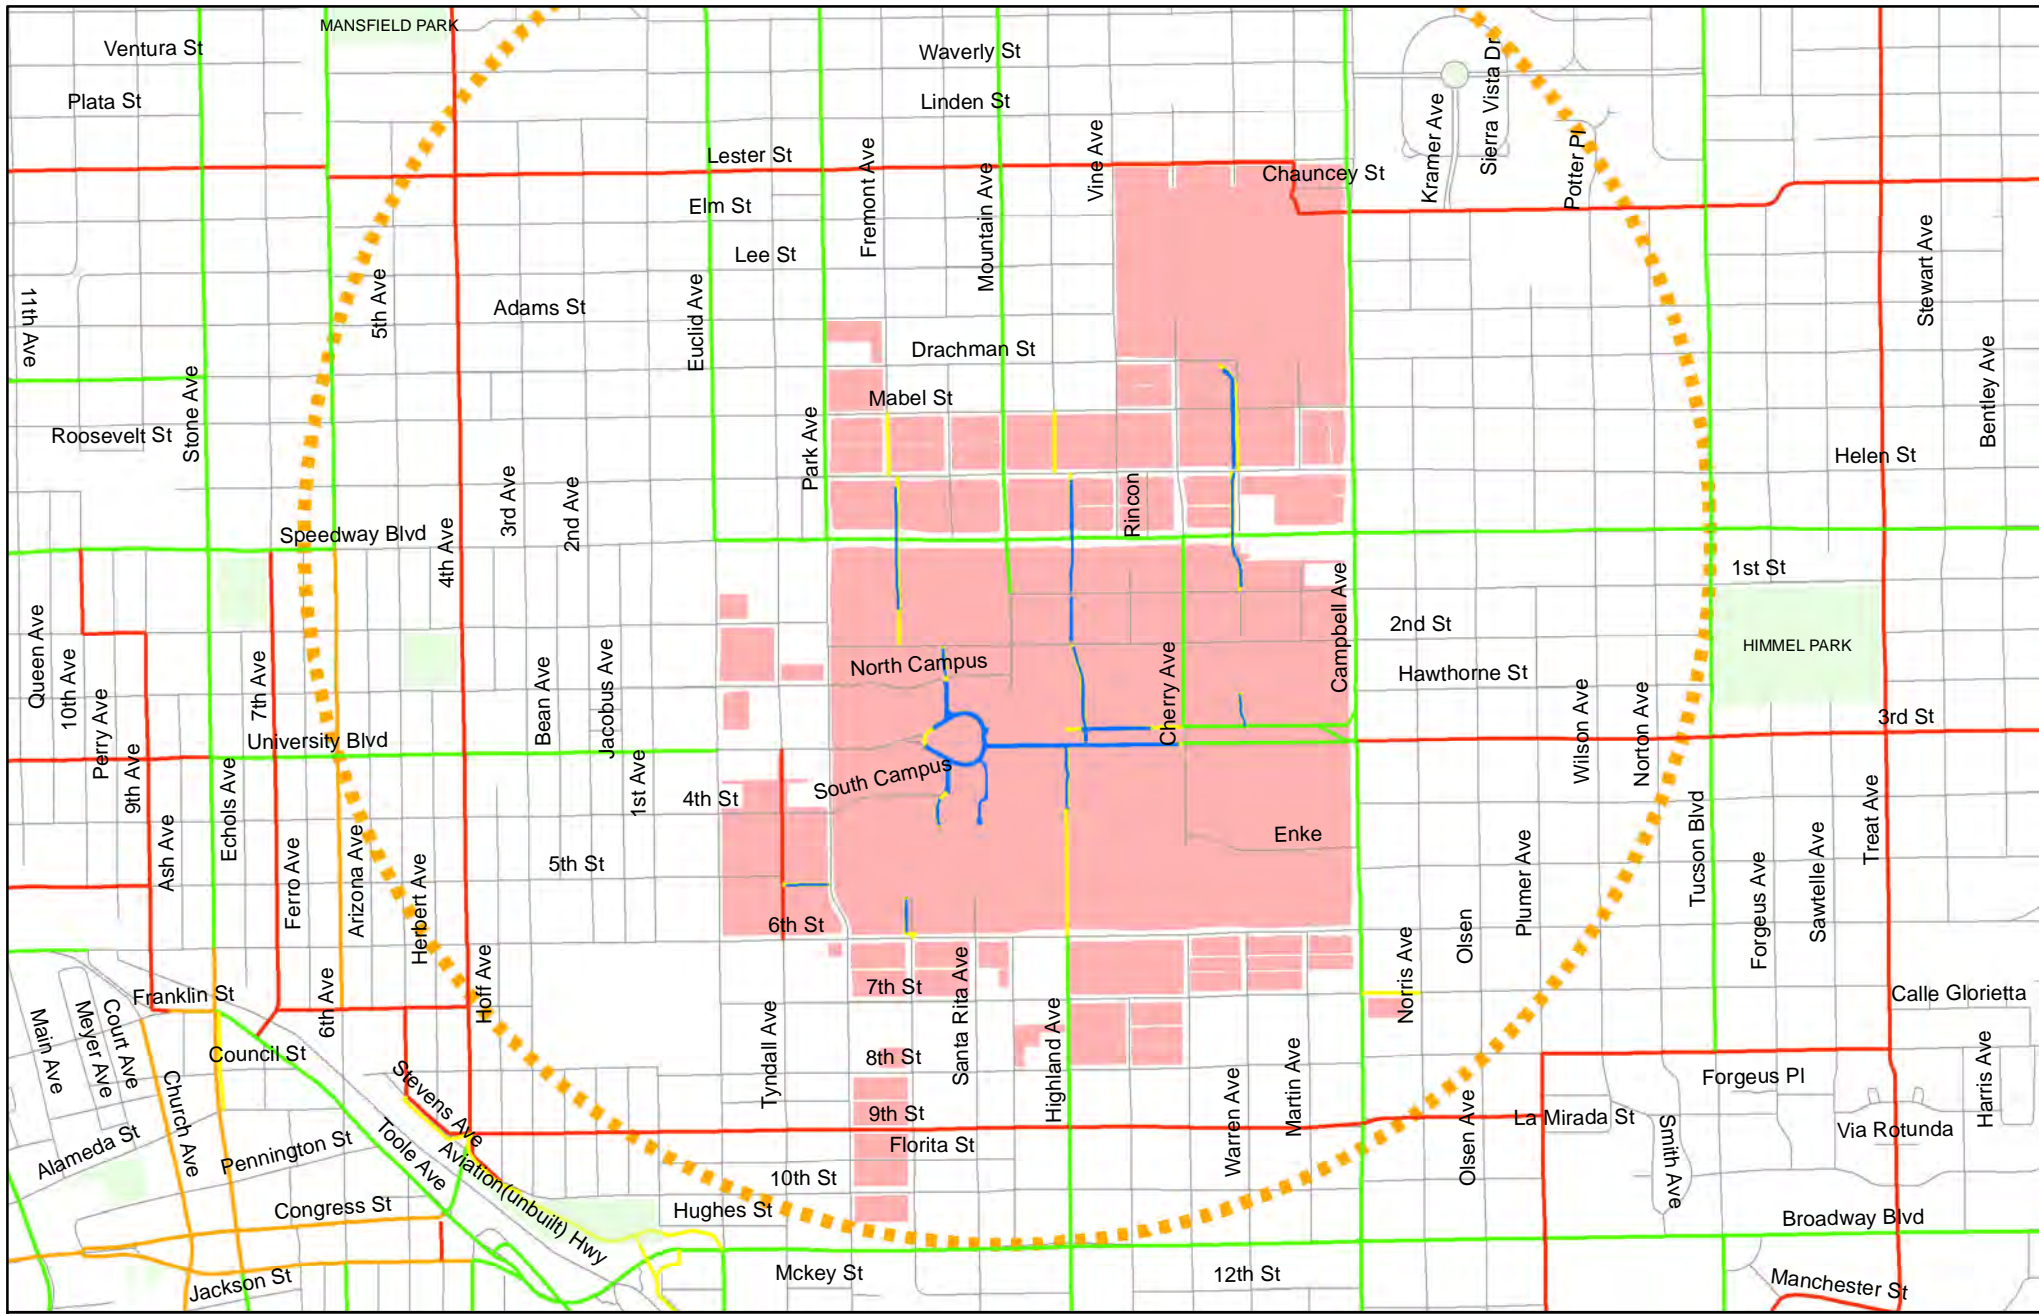 MANSFIELD PARK
Ventura St
Waverly St
Sierra Vista Dr
Plata St
Linden St
Kramer Ave
Vine Ave
Potter Pl
Lester St
Fremont Ave
Mountain Ave
Chauncey St
Elm St
Lee St
Stewart Ave
11th Ave
5th Ave
Adams St
Euclid Ave
Drachman St
Bentley Ave
Stone Ave
Mabel St
Roosevelt St
Park Ave
Helen St
3rd Ave
2nd Ave
Rincon
Speedway Blvd
4th Ave
1st St
Queen Ave
10th Ave
Campbell Ave
2nd St
HIMMEL PARK
North Campus
Hawthorne St
Perry Ave
7th Ave
Bean Ave
Jacobus Ave
Cherry Ave
Wilson Ave
Norton Ave
3rd St
9th Ave
University Blvd
1st Ave
South Campus
4th St
Echols Ave
Enke
Ash Ave
5th St
Tucson Blvd
Treat Ave
Ferro Ave
Arizona Ave
Herbert Ave
6th St
Plumer Ave
Olsen
Forgeus Ave
Sawtelle Ave
Norris Ave
Hoff Ave
7th St
Santa Rita Ave
Franklin St
6th Ave
Calle Glorietta
Main Ave
Meyer Ave
Court Ave
Council St
Tyndall Ave
8th St
Highland Ave
Church Ave
Stevens Ave
Warren Ave
Martin Ave
Forgeus Pl
Harris Ave
9th St
La Mirada St
Via Rotunda
Alameda St
Pennington St
Toole Ave
Florita St
Olsen Ave
Smith Ave
Aviation(unbuilt) Hwy
10th St
Congress St
Hughes St
Broadway Blvd
Jackson St
Mckey St
12th St
Manchester St